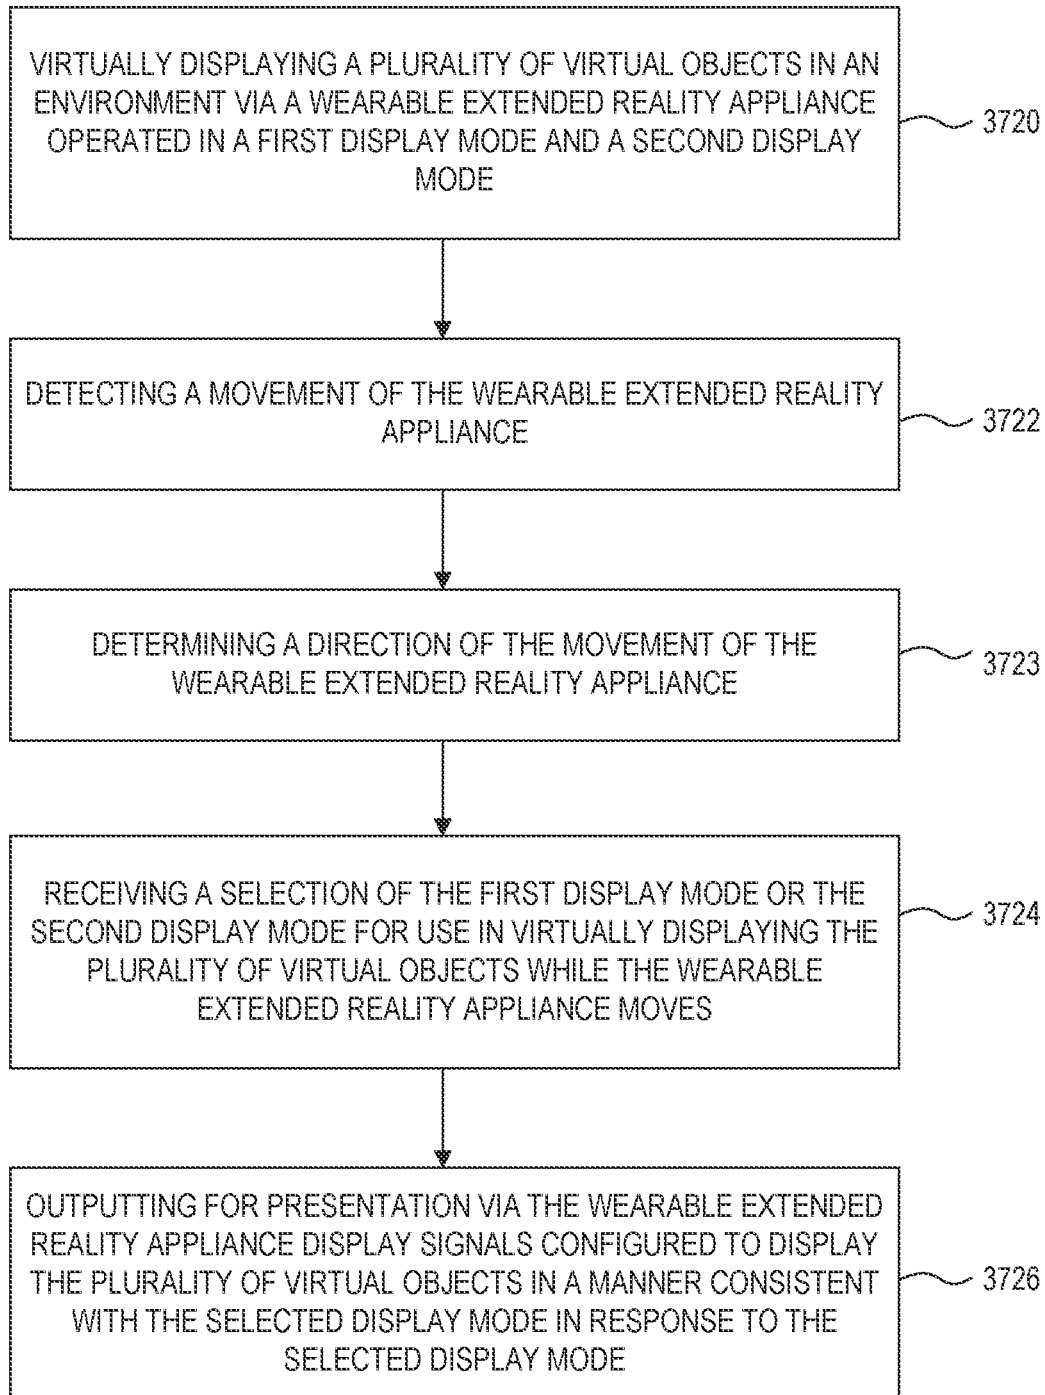 VIRTUALLY DISPLAYING A PLURALITY OF VIRTUAL OBJECTS IN AN
ENVIRONMENT VIA A WEARABLE EXTENDED REALITY APPLIANCE
OPERATED IN A FIRST DISPLAY MODE AND A SECOND DISPLAY
MODE
3720
DETECTING A MOVEMENT OF THE WEARABLE EXTENDED REALITY
APPLIANCE
3722
DETERMINING A DIRECTION OF THE MOVEMENT OF THE
WEARABLE EXTENDED REALITY APPLIANCE
3723
RECEIVING A SELECTION OF THE FIRST DISPLAY MODE OR THE
SECOND DISPLAY MODE FOR USE IN VIRTUALLY DISPLAYING THE
PLURALITY OF VIRTUAL OBJECTS WHILE THE WEARABLE
EXTENDED REALITY APPLIANCE MOVES
3724
OUTPUTTING FOR PRESENTATION VIA THE WEARABLE EXTENDED
REALITY APPLIANCE DISPLAY SIGNALS CONFIGURED TO DISPLAY
THE PLURALITY OF VIRTUAL OBJECTS IN A MANNER CONSISTENT
WITH THE SELECTED DISPLAY MODE IN RESPONSE TO THE
SELECTED DISPLAY MODE
3726